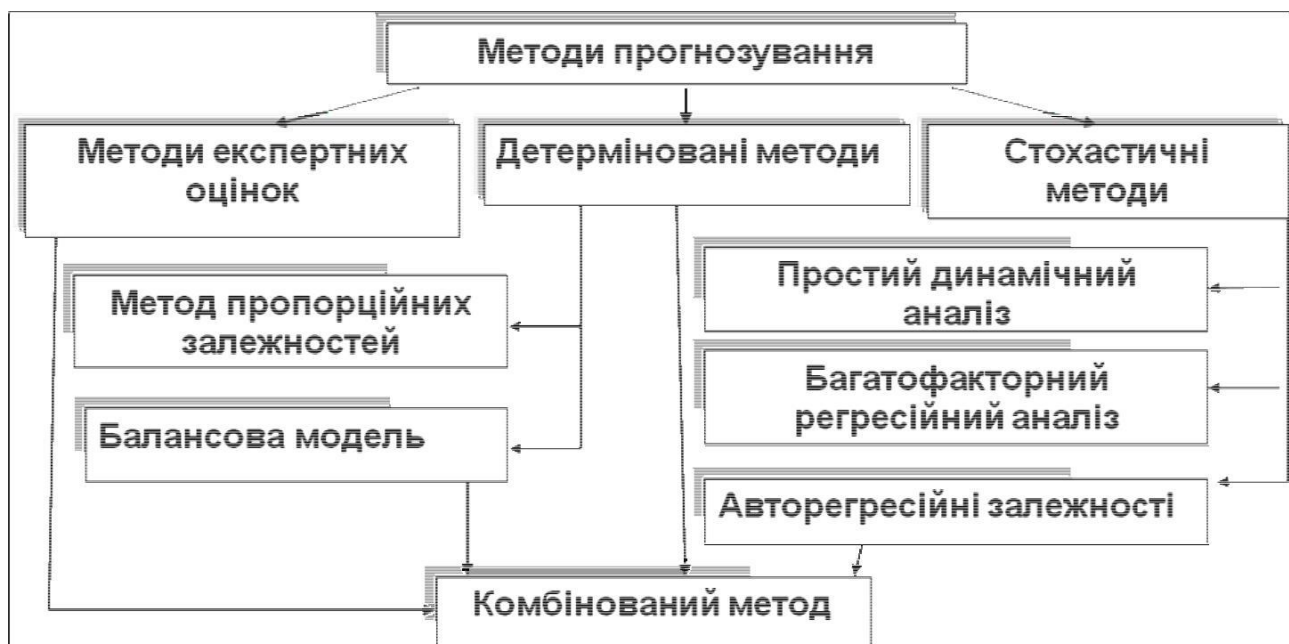 Методи прогнозування
Методи експертних
оцінок
Детерміновані методи
Стохастичні
методи
Метод пропорційних
залежностей
Балансова модель
Простий динамічний
аналіз
Багатофакторний
регресійний аналіз
Авторегресійні залежності
Комбінований метод